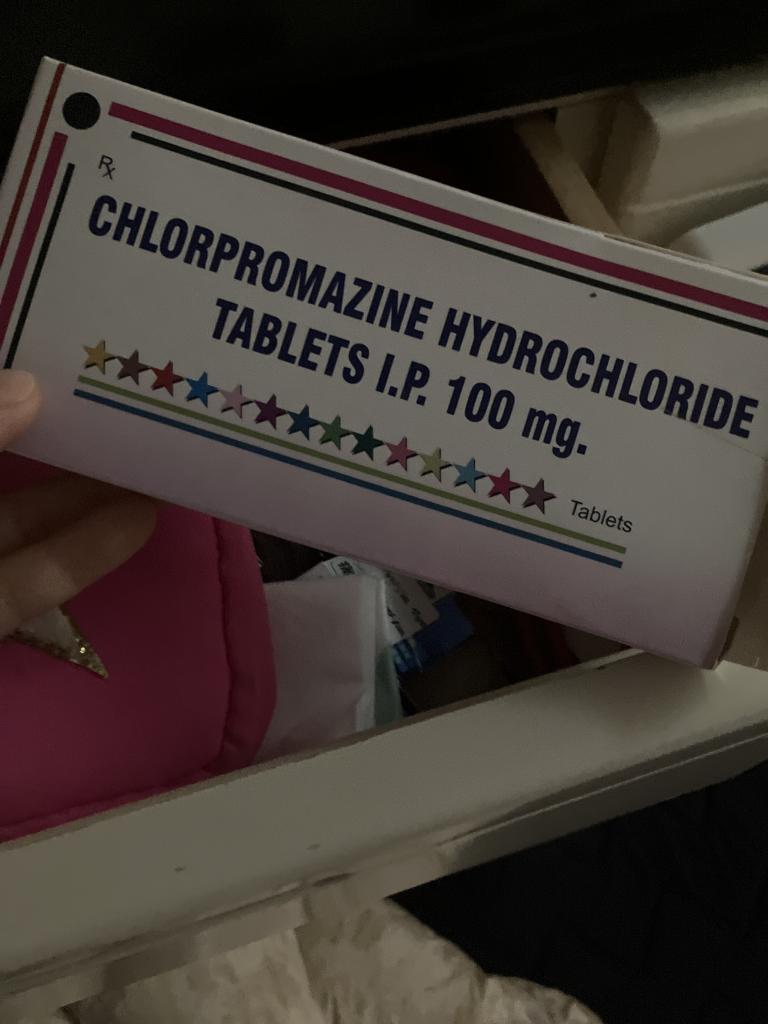 Rx
CHLORPROMAZINE HYDROCHLORIDE
TABLETS I.P. 100 mg.
Tablets